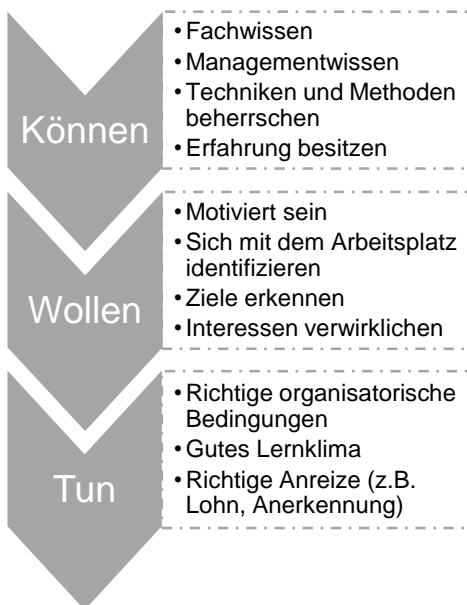 Können
• Fachwissen
• Managementwissen
• Techniken und Methoden
beherrschen
• Erfahrung besitzen
Wollen
• Motiviert sein
• Sich mit dem Arbeitsplatz
identifizieren
• Ziele erkennen
• Interessen verwirklichen
Tun
• Richtige organisatorische
Bedingungen
• Gutes Lernklima
• Richtige Anreize (z.B.
Lohn, Anerkennung)